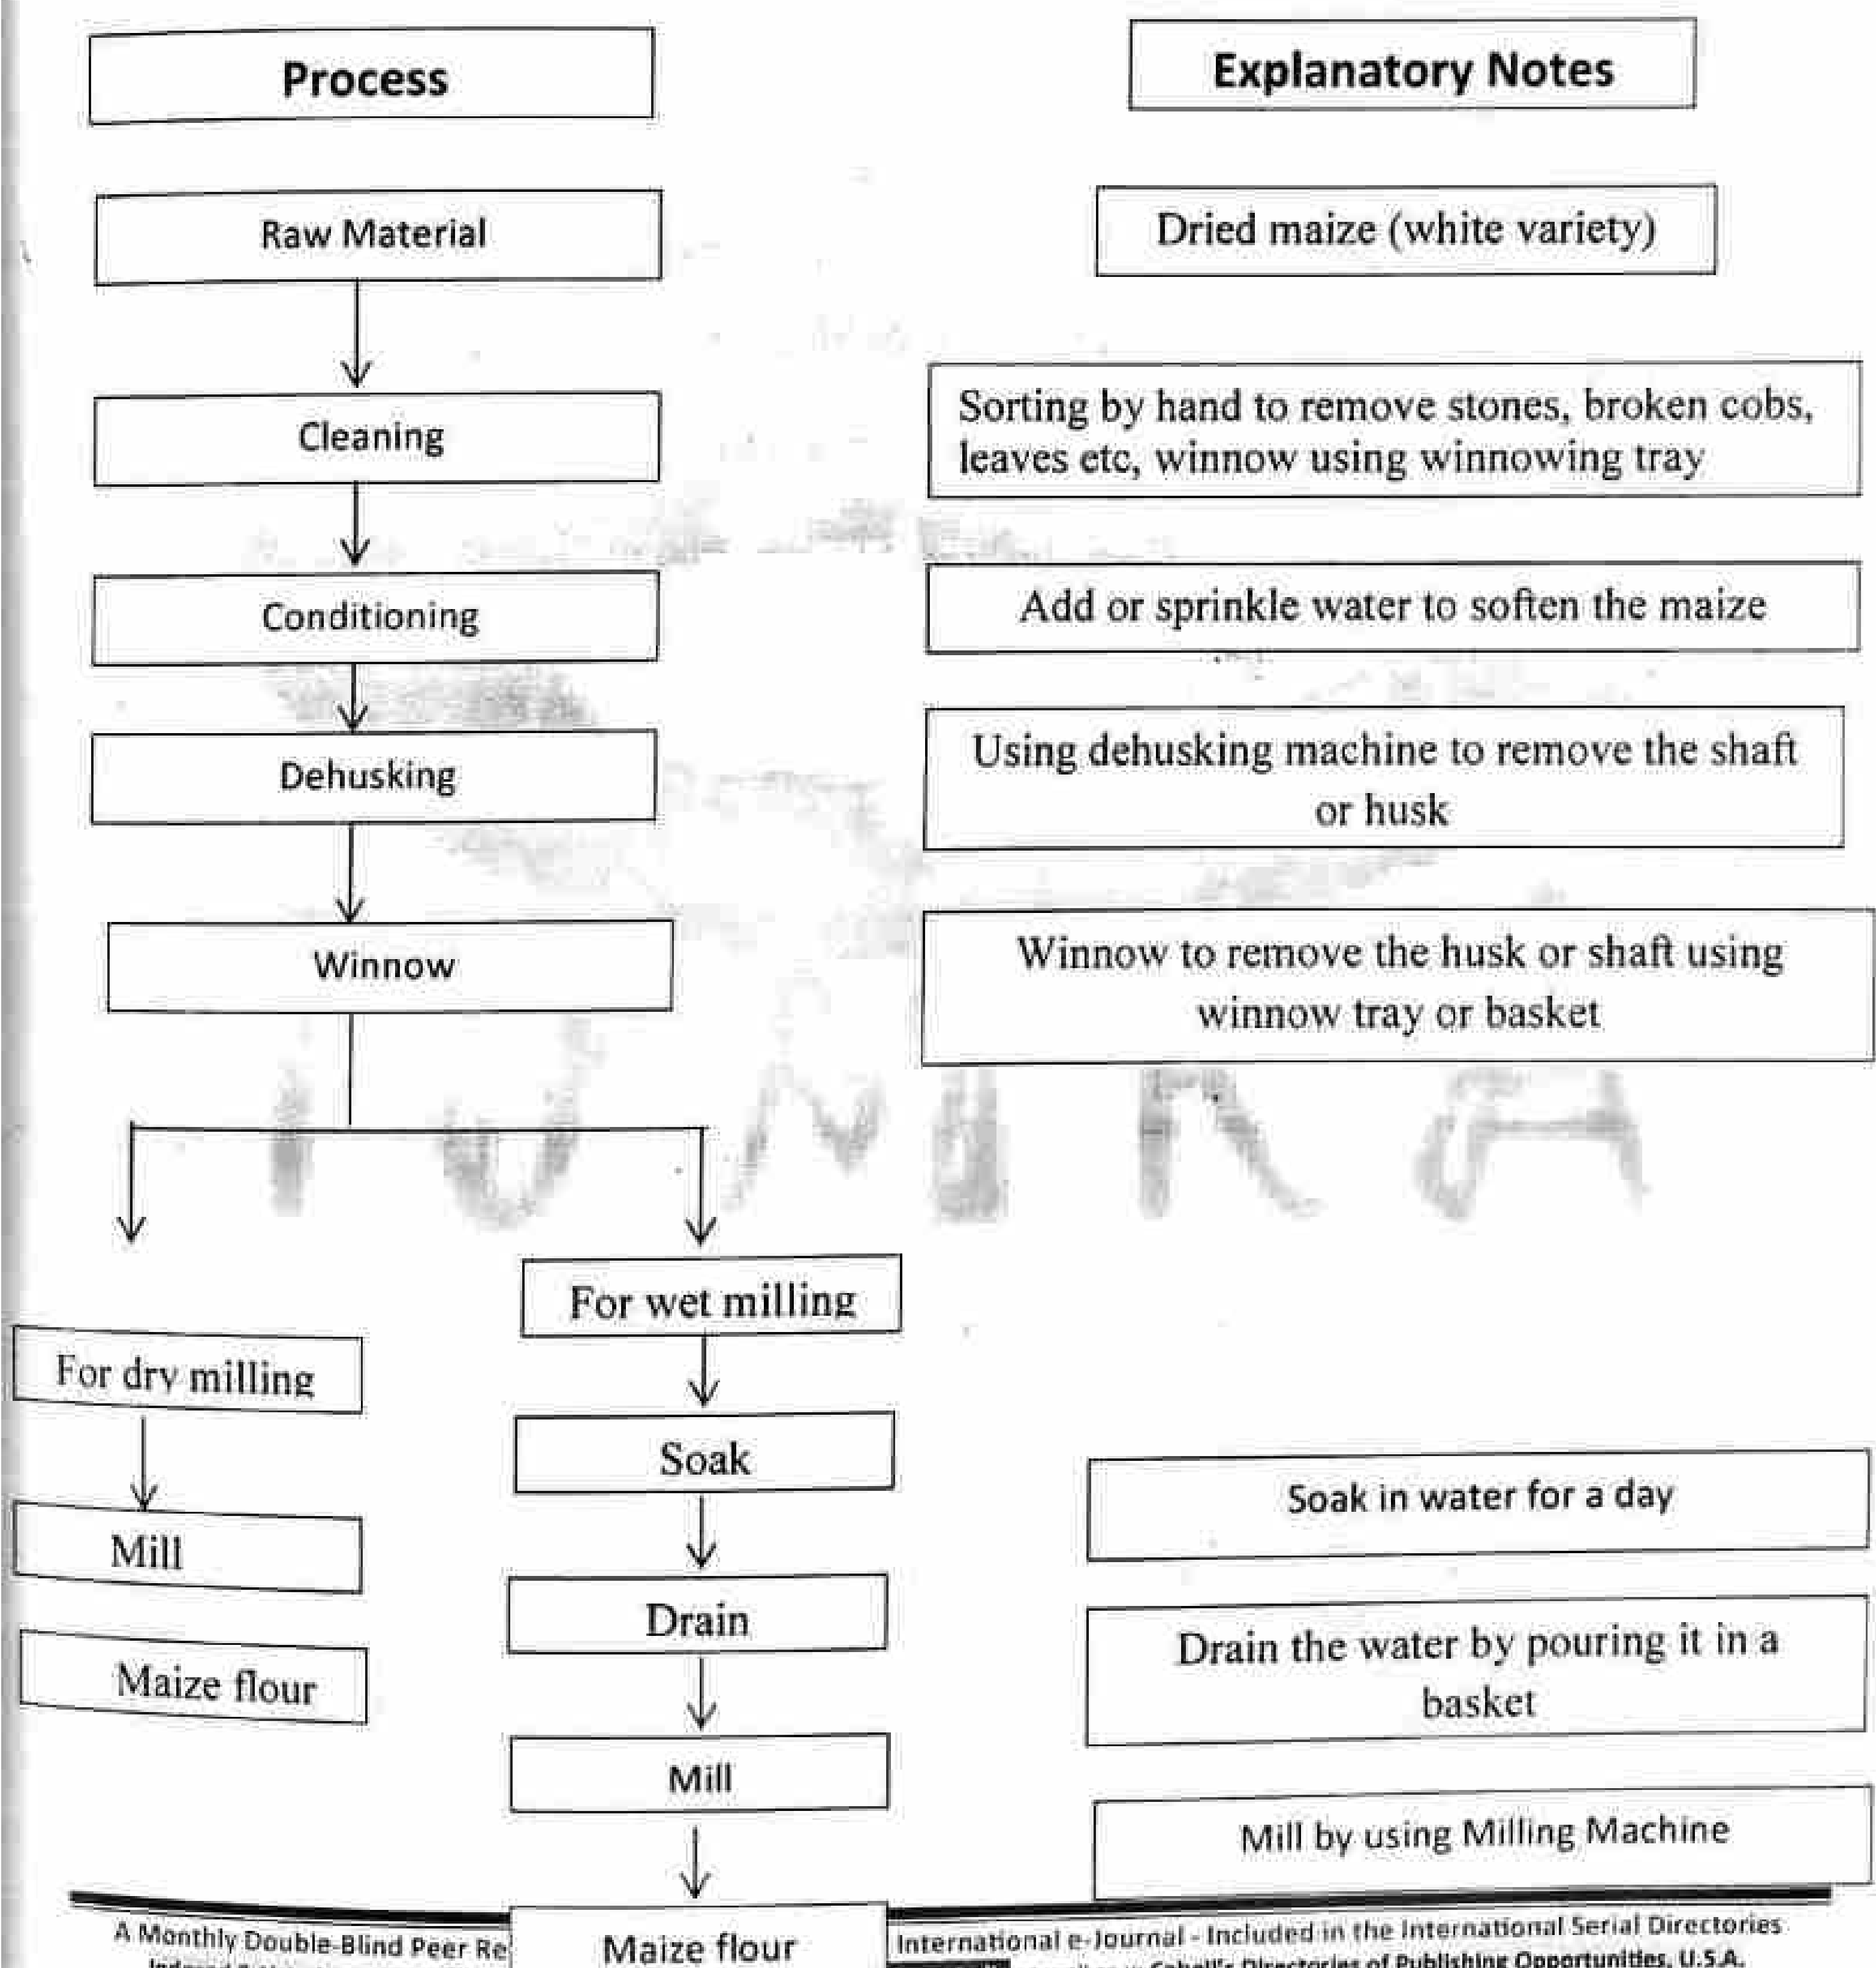 Process
Explanatory Notes
Raw Material
Dried maize (white variety)
Cleaning
Sorting by hand to remove stones, broken cobs,
leaves etc, winnow using winnowing tray
Conditioning
Add or sprinkle water to soften the maize
Dehusking
Using dehusking machine to remove the shaft
or husk
Winnow
Winnow to remove the husk or shaft using
winnow tray or basket
For wet milling
For dry milling
Soak
Soak in water for a day
Mill
Drain
Drain the water by pouring it in a
basket
Maize flour
Mill
Mill by using Milling Machine
Maize flour
A Monthly Double-Blind Peer Re
International e-Journal - Included in the International Serial Directories
Cabell's Directories of Publishing Opportunities, U.S.A.